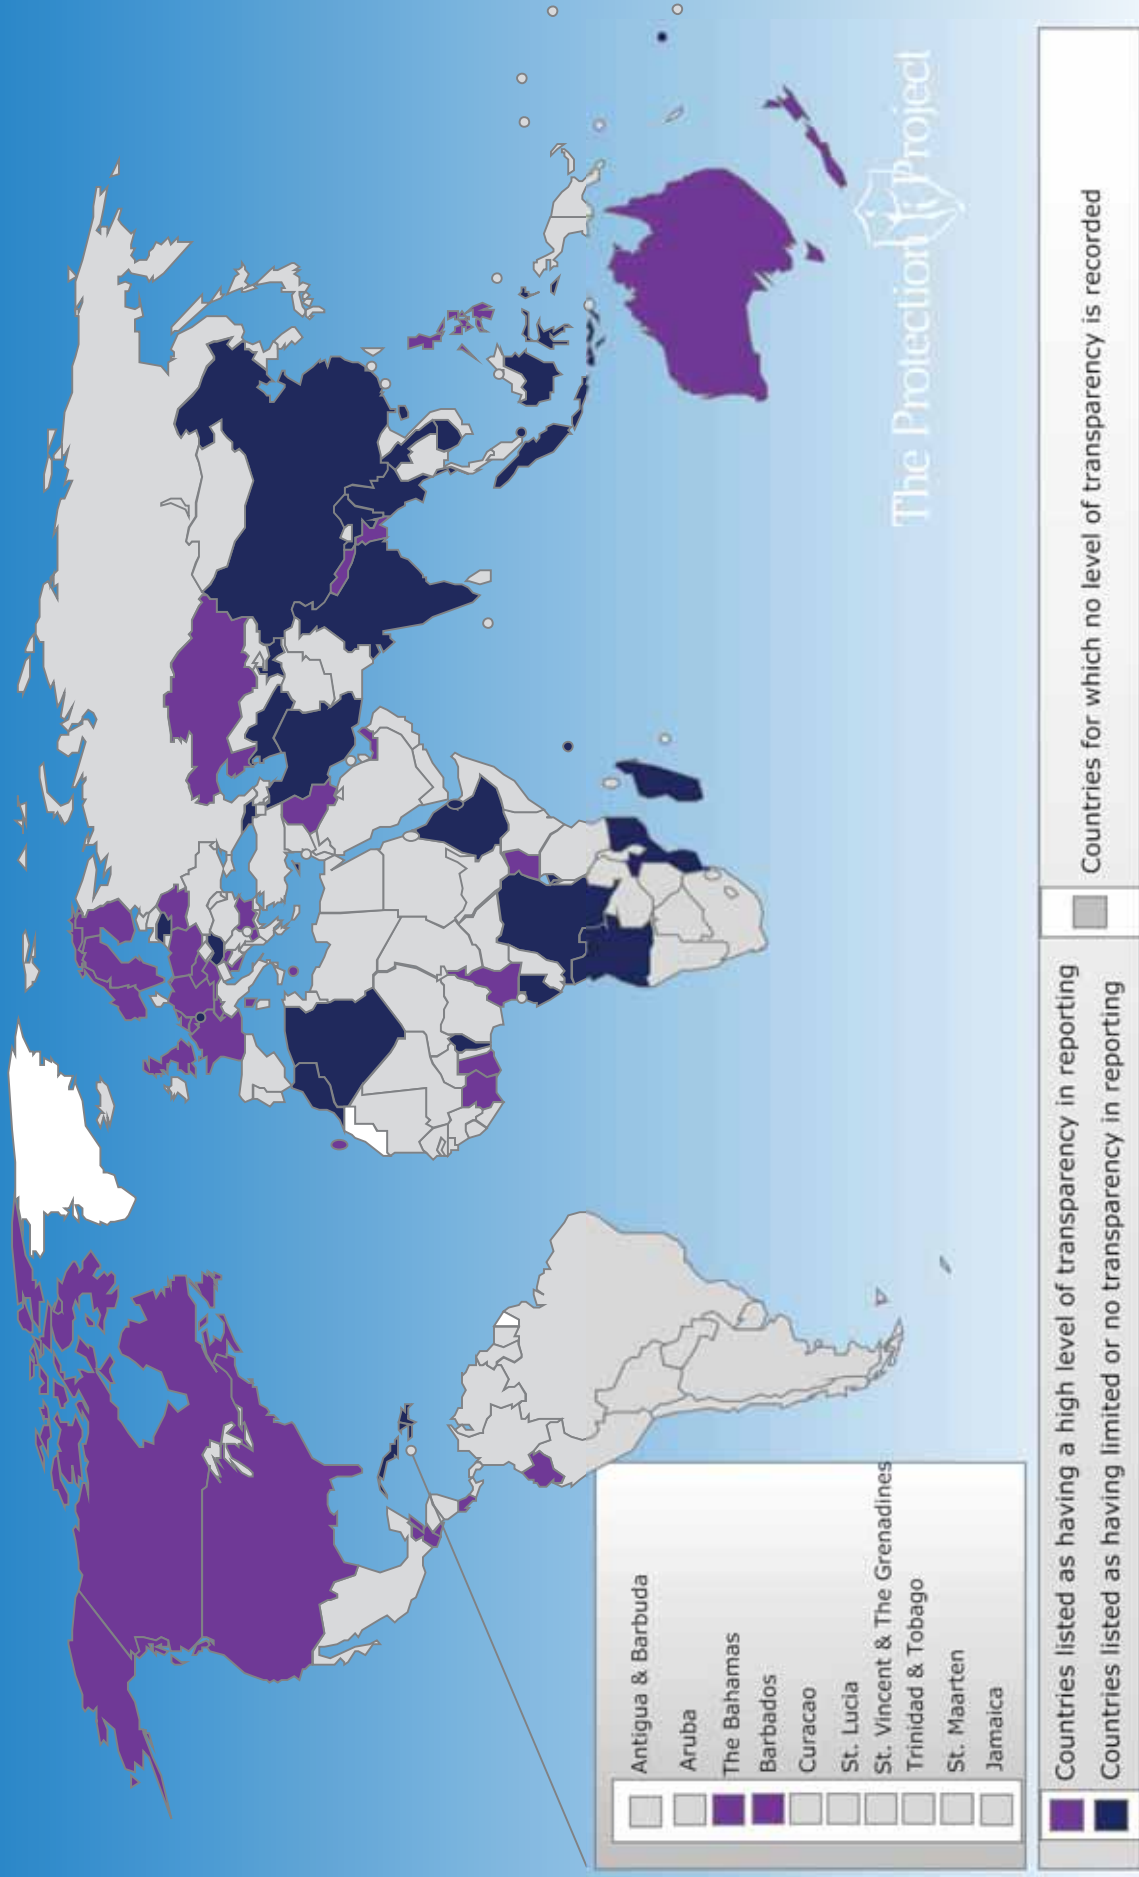 The Protection Project
Antigua & Barbuda
Aruba
The Bahamas
Barbados
Curacao
St. Lucia
St. Vincent & The Grenadines
Trinidad & Tobago
St. Maarten
Jamaica
Countries listed as having a high level of transparency in reporting
Countries listed as having limited or no transparency in reporting
Countries for which no level of transparency is recorded